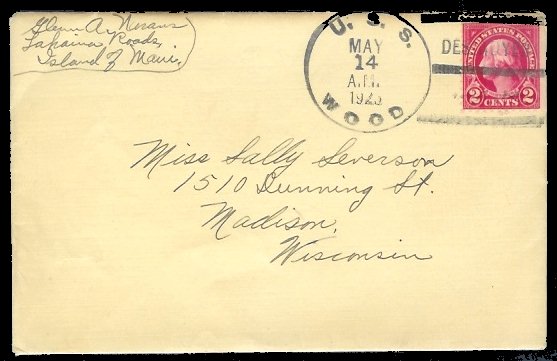 Glenn A.
Lahaina Roads,
Island of Maui.
U. S. S.
MAY
14
A.M.
1925
WOOD
UNITED STATES POSTAGE
2 CENTS 2
Miss Sally Severson
1510 Dunning St.
Madison,
Wisconsin